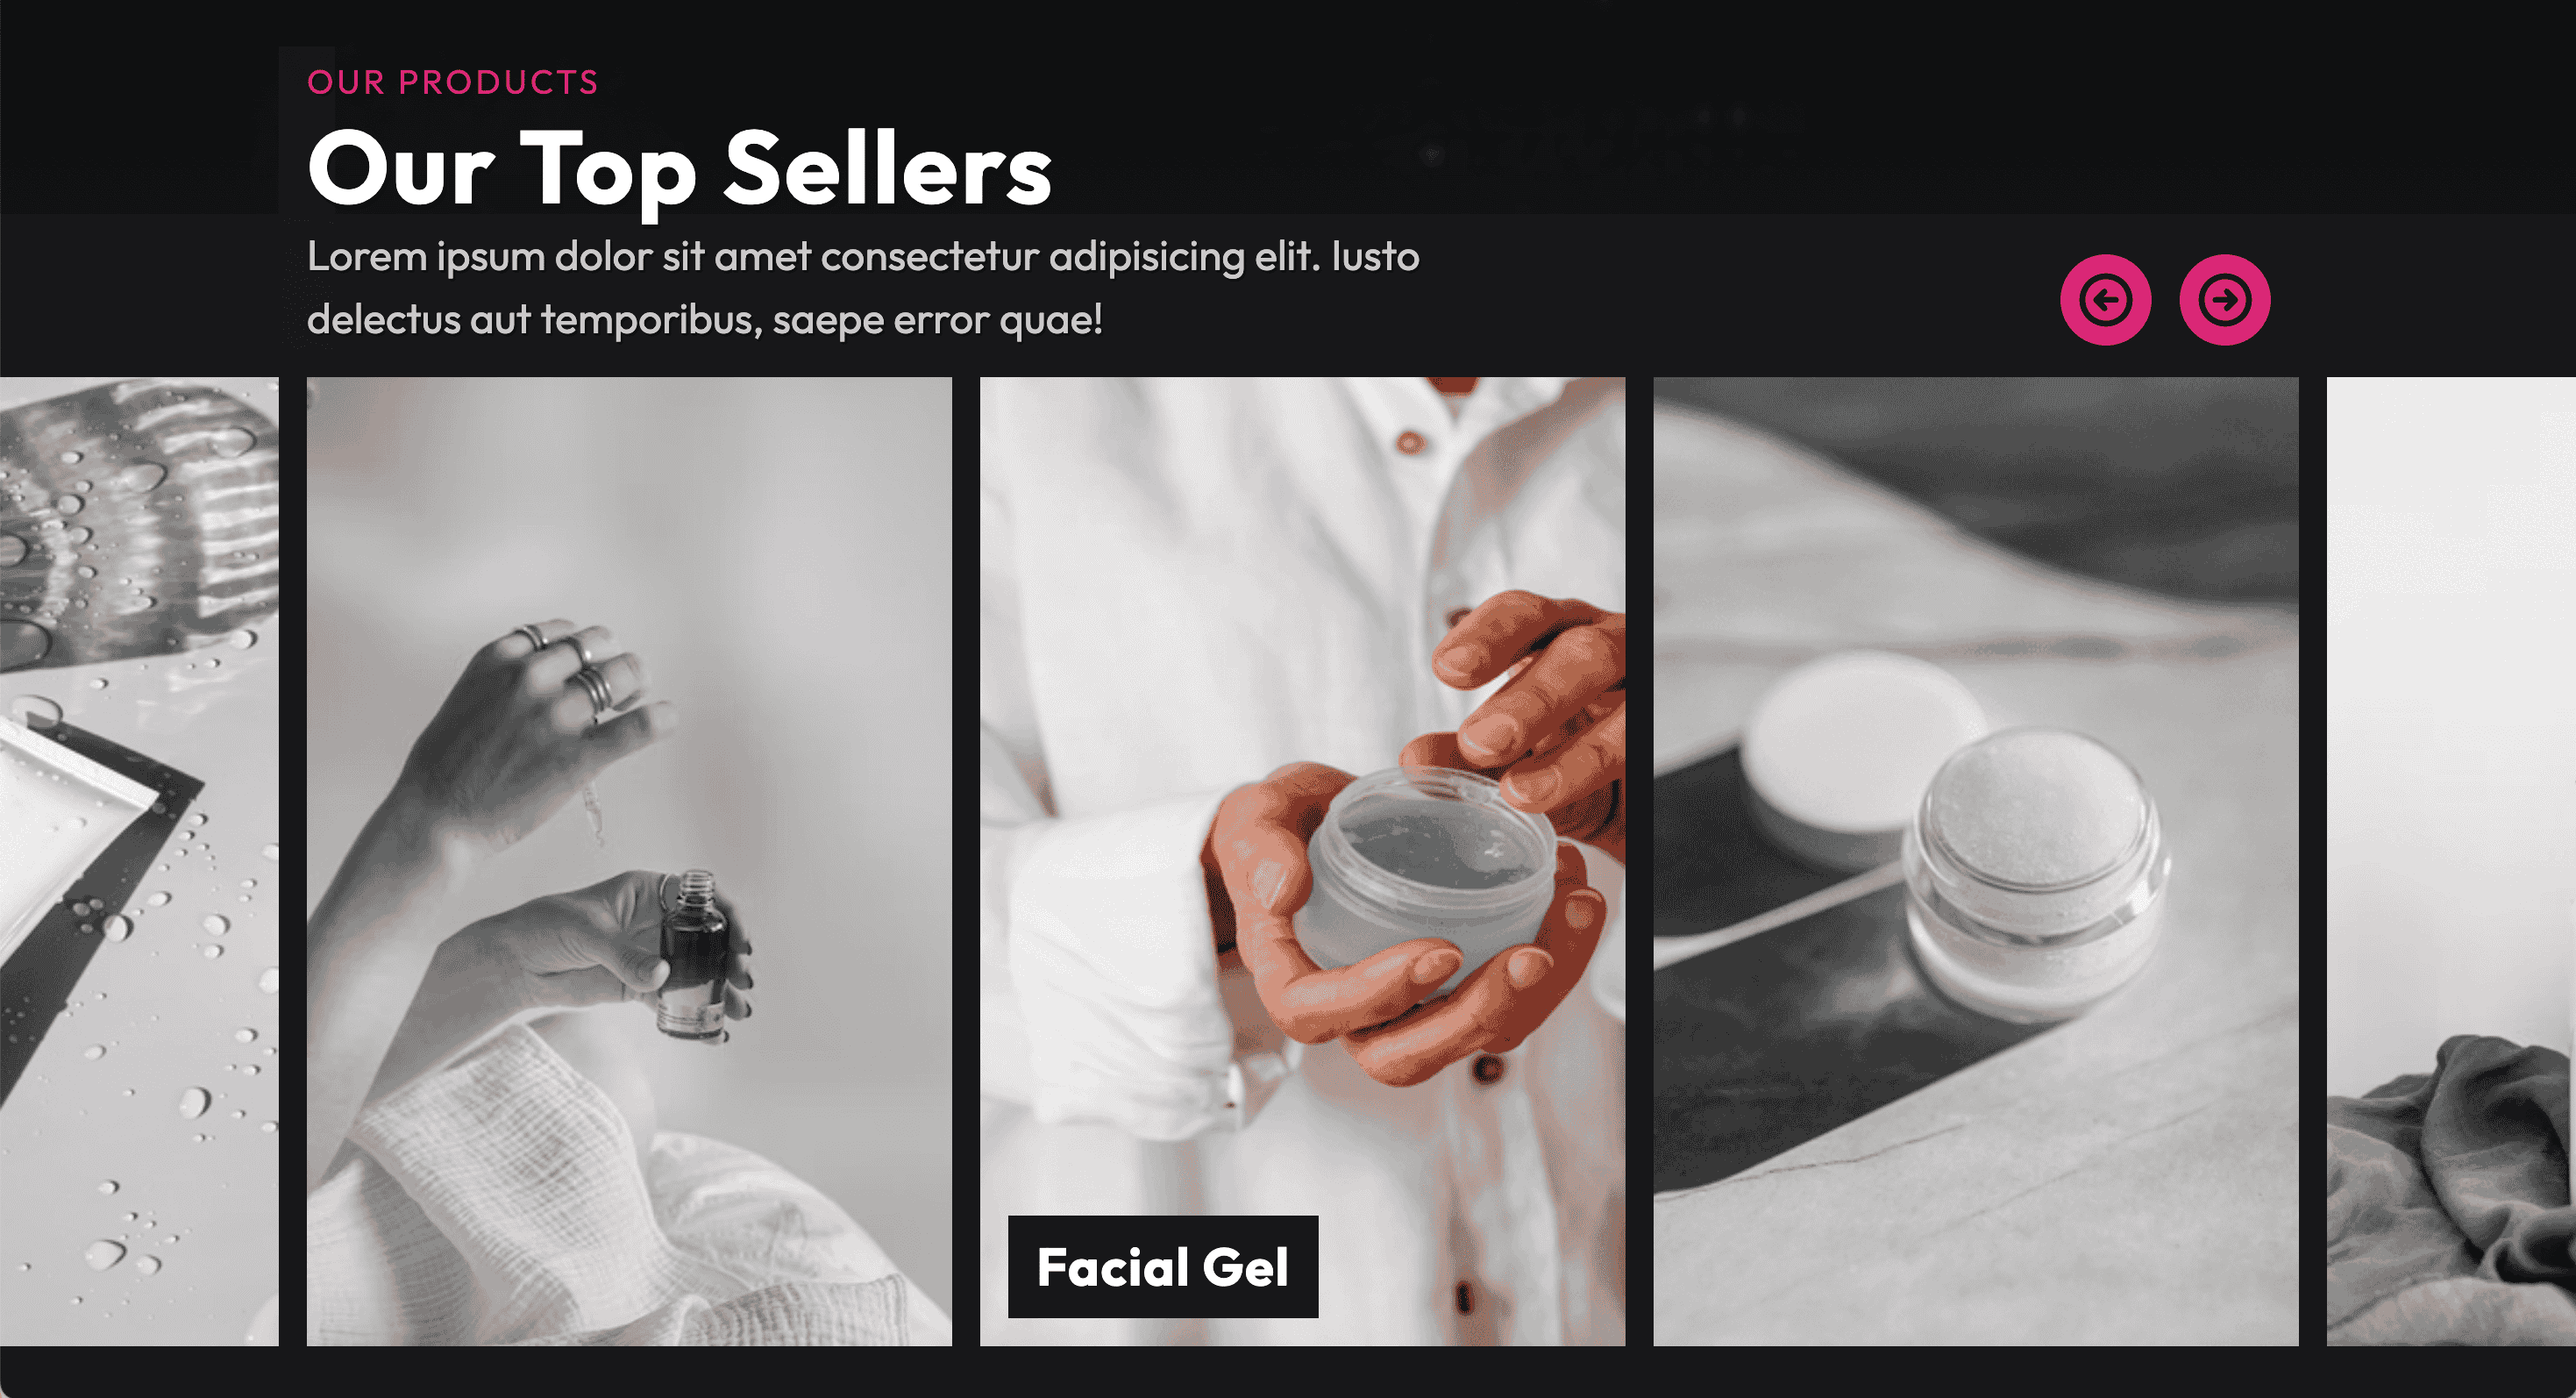 OUR PRODUCTS
Our Top Sellers
Lorem ipsum dolor sit amet consectetur adipisicing elit. Iusto
delectus aut temporibus, saepe error quae!
Facial Gel